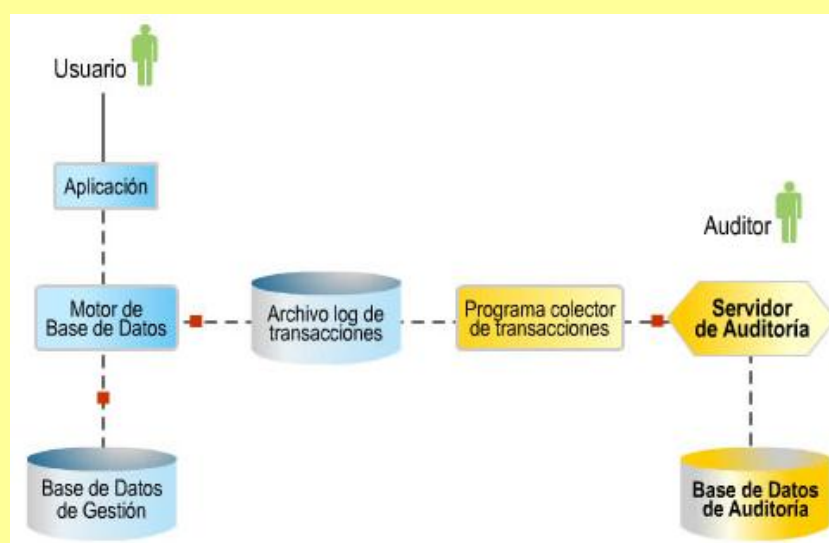 Usuario
Aplicación
Auditor
Motor de
Base de Datos
Archivo log de
transacciones
Programa colector
de transacciones
Servidor
de Auditoría
Base de Datos
de Gestión
Base de Datos
de Auditoría